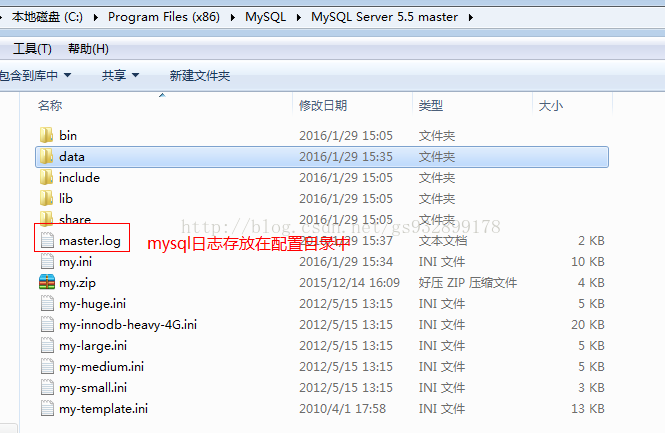 本地磁盘 (C:) ▸ Program Files (x86) ▸ MySQL ▸ MySQL Server 5.5 master ▸
工具(T) 帮助(H)
包含到库中 ▼ 共享 ▼ 新建文件夹
名称 修改日期 类型 大小
bin 2016/1/29 15:05 文件夹
data 2016/1/29 15:35 文件夹
include 2016/1/29 15:05 文件夹
lib 2016/1/29 15:05 文件夹
share 2016/1/29 15:05 文件夹
http://blog.csdn.net/gs932899178
master.log 2016/1/29 15:37 文本文档 2 KB
mysql日志存放在配置目录中
my.ini 2016/1/29 15:34 INI 文件 10 KB
my.zip 2015/12/14 16:09 好压 ZIP 压缩文件 4 KB
my-huge.ini 2012/5/15 13:15 INI 文件 5 KB
my-innodb-heavy-4G.ini 2012/5/15 13:15 INI 文件 20 KB
my-large.ini 2012/5/15 13:15 INI 文件 5 KB
my-medium.ini 2012/5/15 13:15 INI 文件 5 KB
my-small.ini 2012/5/15 13:15 INI 文件 3 KB
my-template.ini 2010/4/1 17:58 INI 文件 13 KB